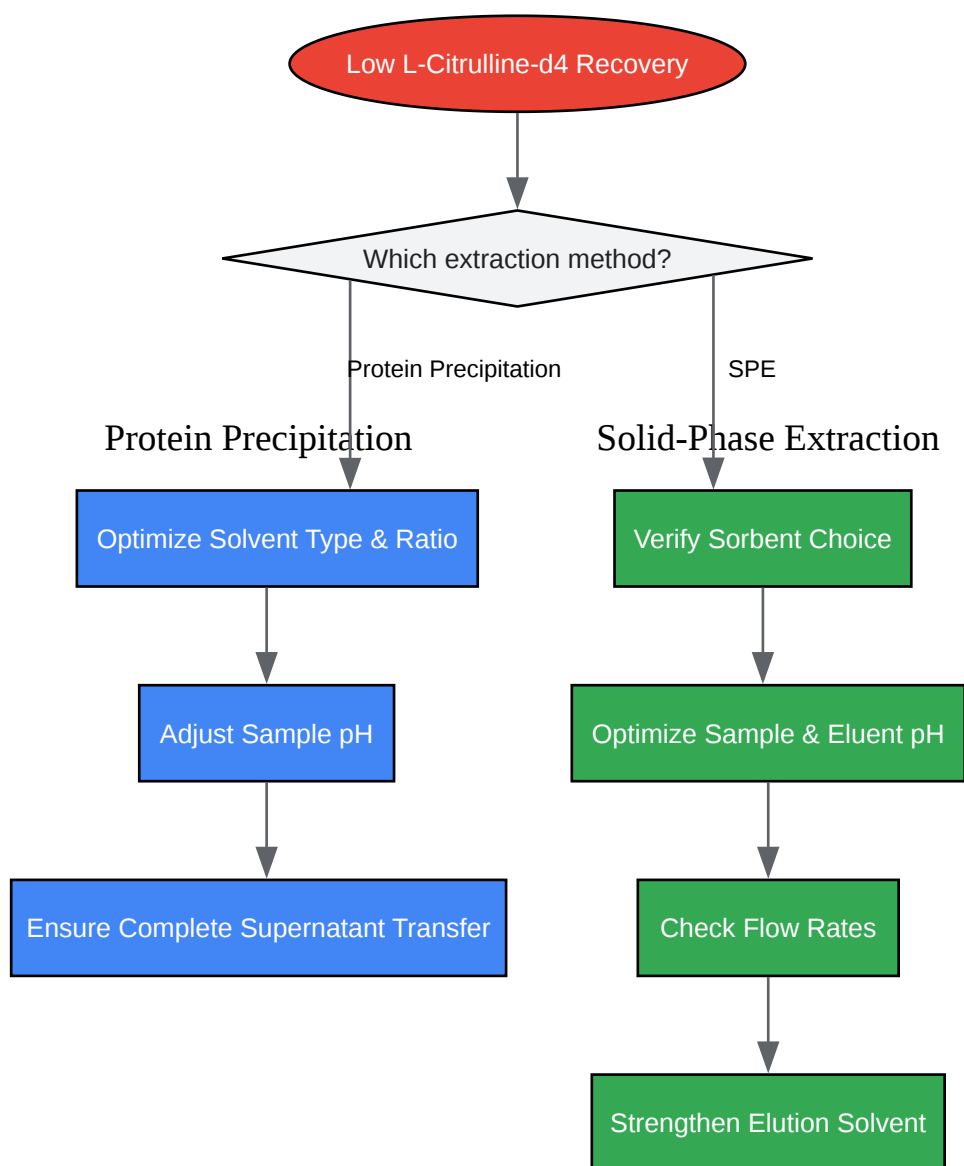 Low L-Citrulline-d4 Recovery
Which extraction method?
Protein Precipitation
SPE
Protein Precipitation
Solid-Phase Extraction
Optimize Solvent Type & Ratio
Verify Sorbent Choice
Adjust Sample pH
Optimize Sample & Eluent pH
Ensure Complete Supernatant Transfer
Check Flow Rates
Strengthen Elution Solvent